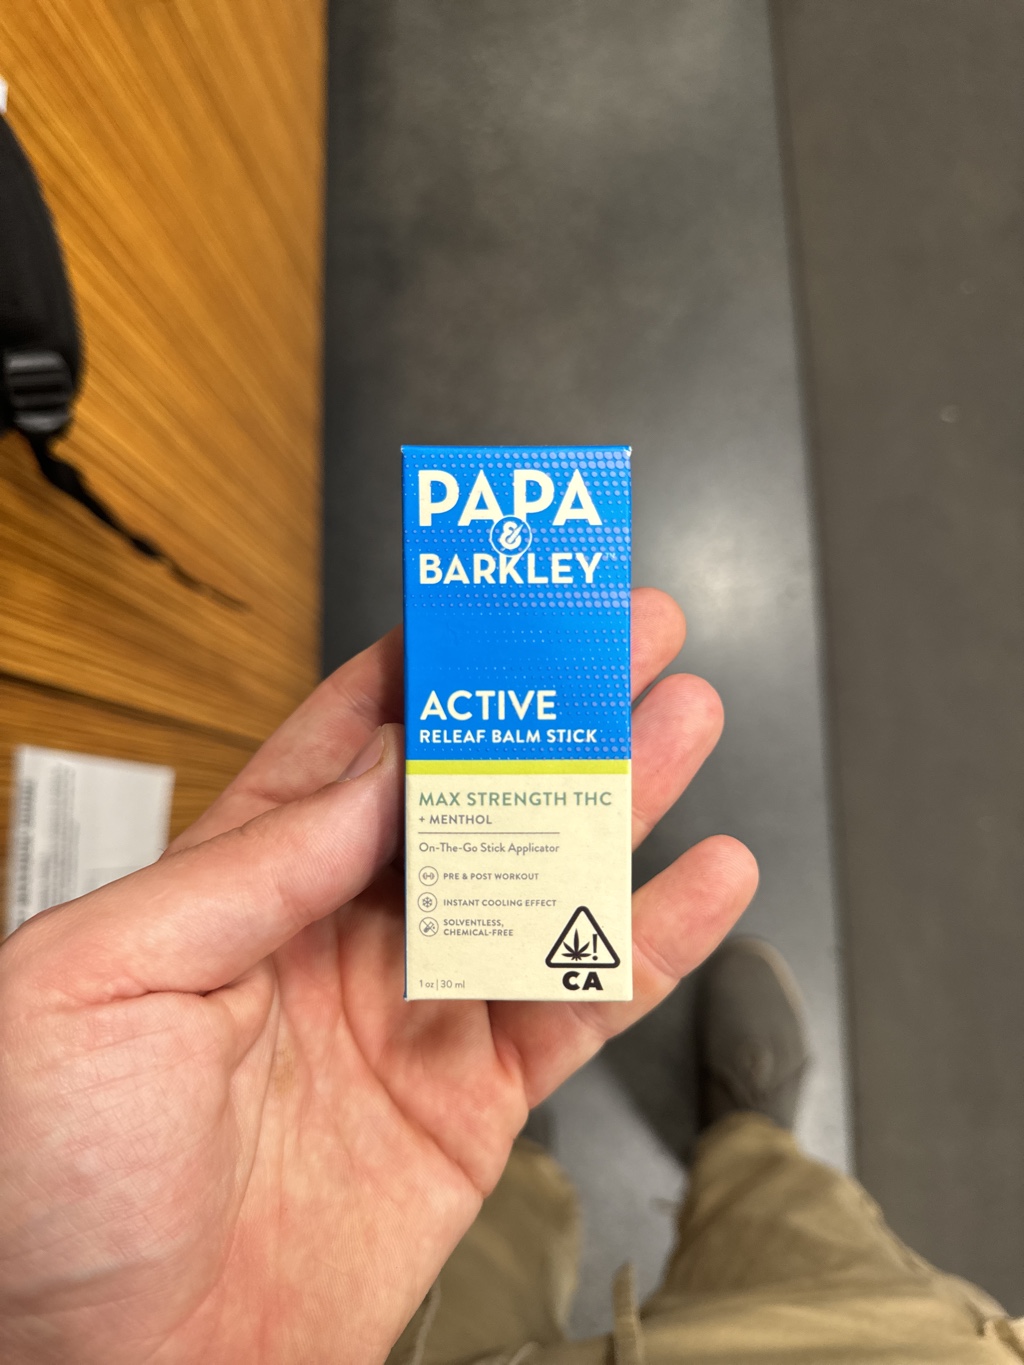 PAPA
&
BARKLEY™
ACTIVE
RELEAF BALM STICK
MAX STRENGTH THC
+ MENTHOL
On-The-Go Stick Applicator
PRE & POST WORKOUT
INSTANT COOLING EFFECT
SOLVENTLESS,
CHEMICAL-FREE
!
CA
1 oz | 30 ml